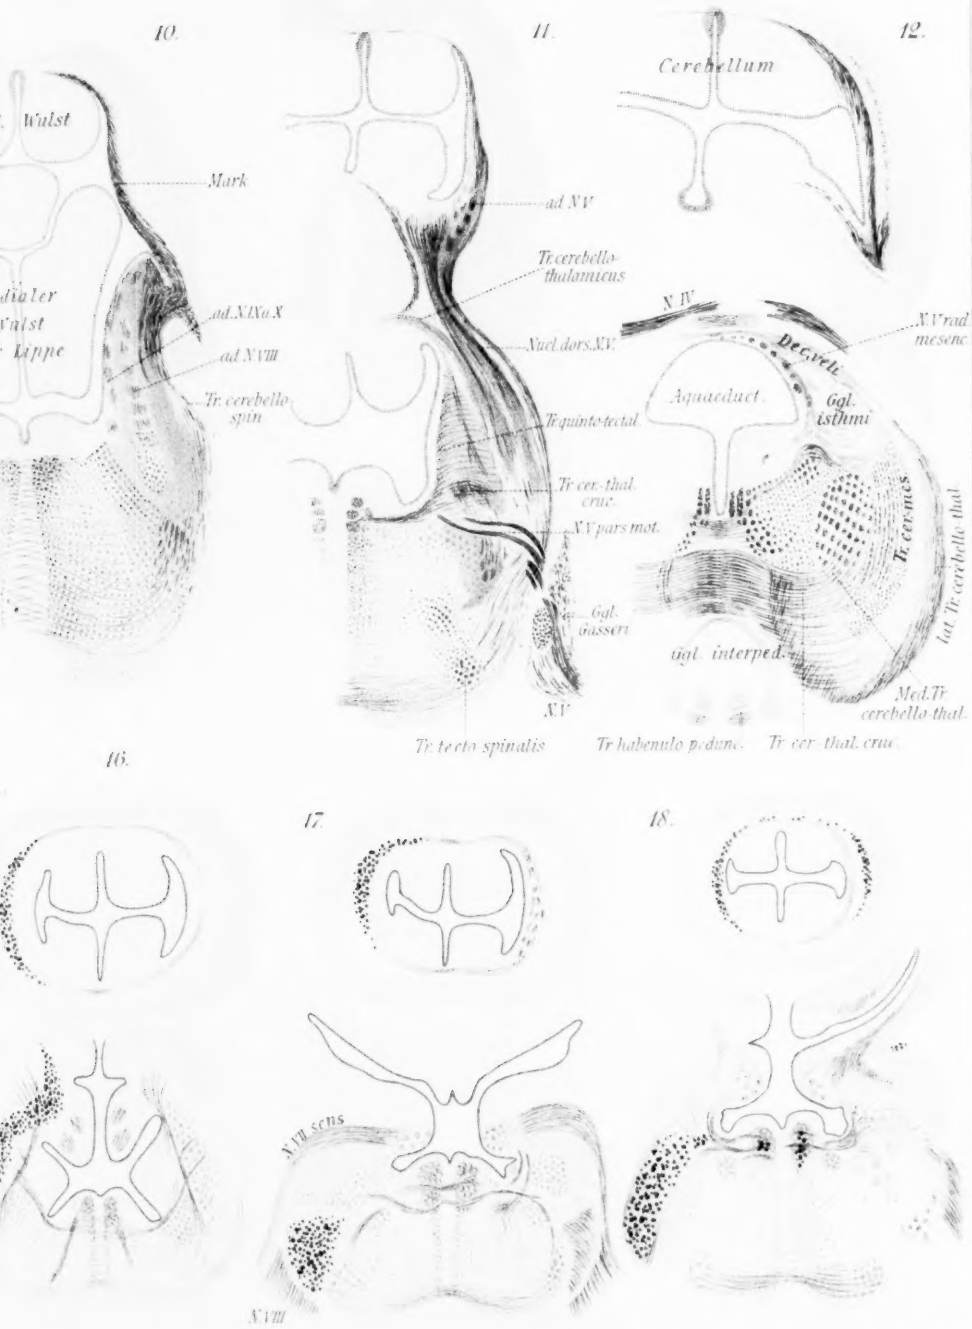 10.
Wulst
Mark
ad. N.IX u. X
ad N.VIII
Tr. cerebello-
spin
Wulst
Lippe
11.
ad N.V
Tr. cerebello-
thalamicus
Nucl. dors. N.V.
Tr. quinto-tectal.
Tr. cer.-thal.
cruc.
N.V pars mot.
Ggl.
Gasseri
N.V
Tr. tecto spinalis
12.
Cerebellum
N IV
N.V rad.
mesenc.
Dec. veli
Aquaeduct.
Ggl.
isthmi
Tr. cer. mes.
lat. Tr. cerebello thal
Ggl. interped.
Med. Tr.
cerebello-thal.
Tr habenulo pedunc.
Tr cer-thal. cruc.
16.
17.
N.VII sens
N.VIII
18.